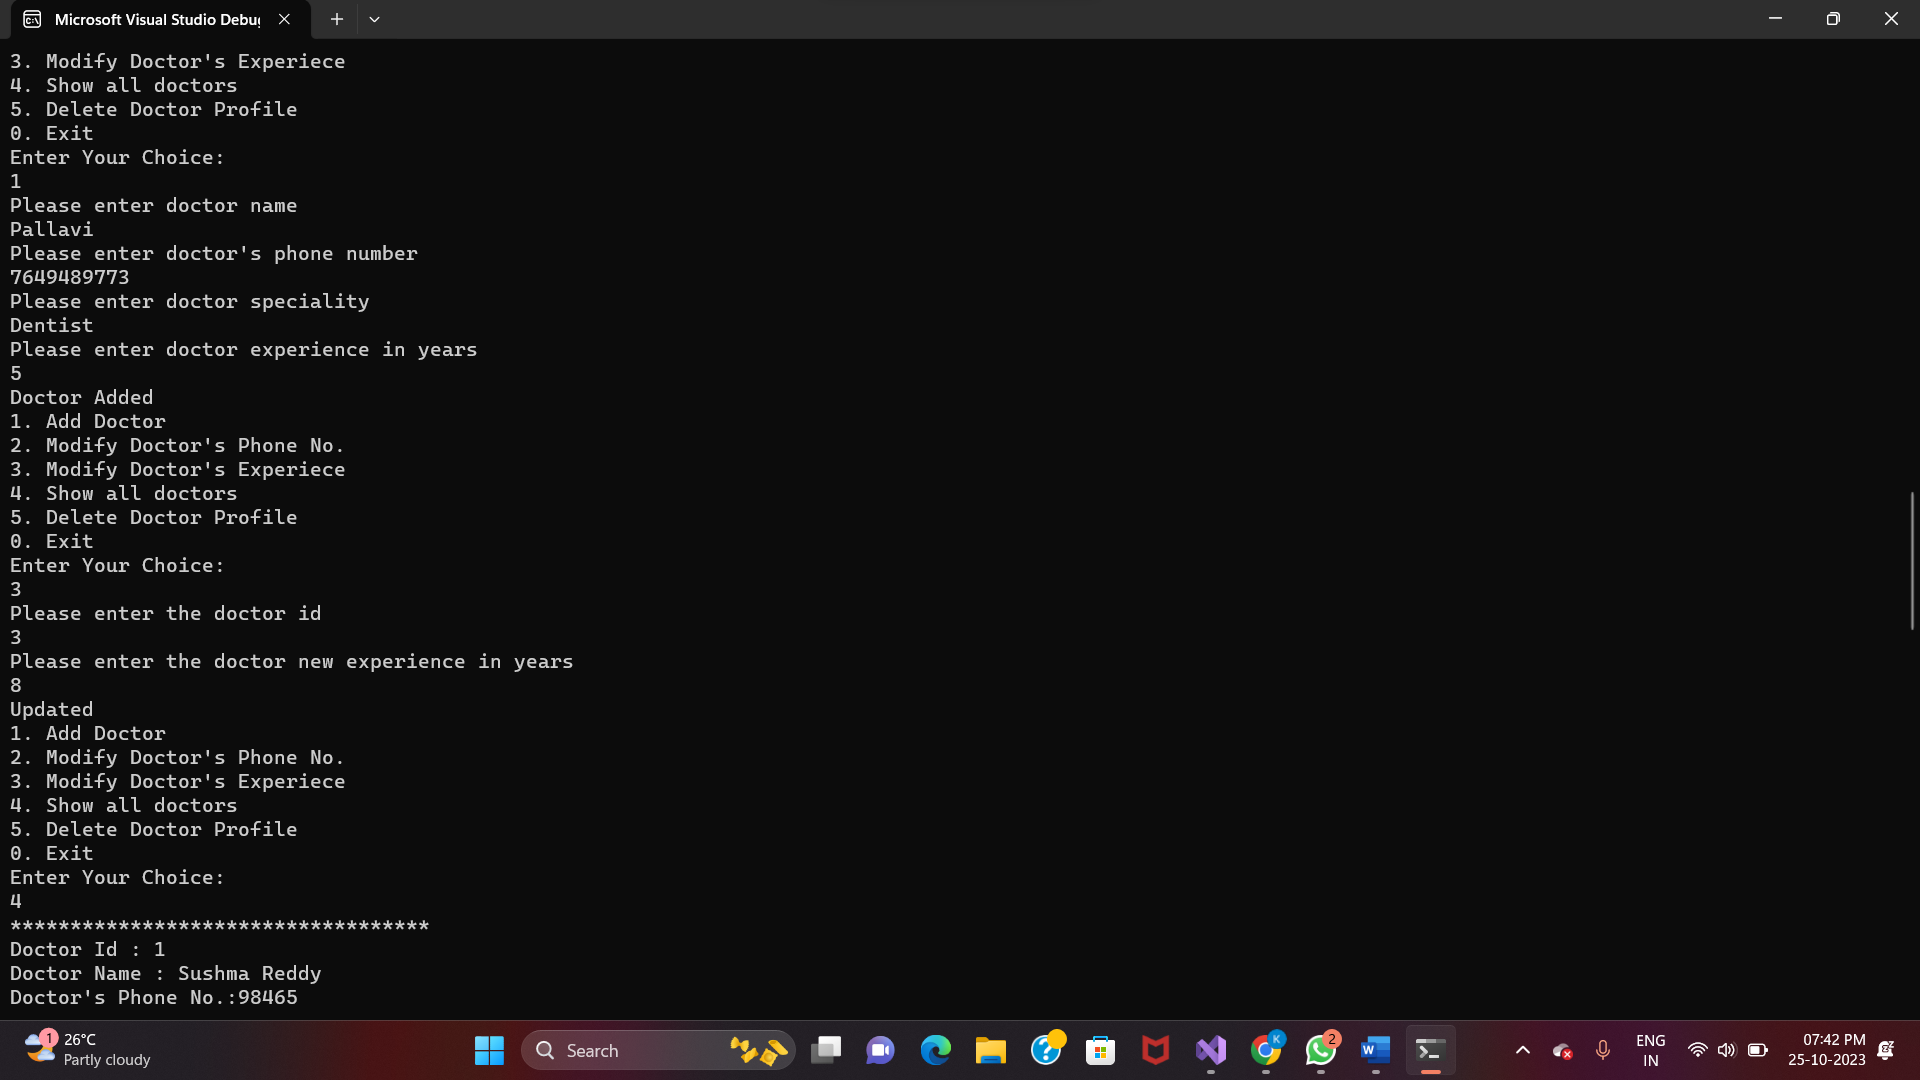 Microsoft Visual Studio Debug
3. Modify Doctor's Experiece
4. Show all doctors
5. Delete Doctor Profile
0. Exit
Enter Your Choice:
1
Please enter doctor name
Pallavi
Please enter doctor's phone number
7649489773
Please enter doctor speciality
Dentist
Please enter doctor experience in years
5
Doctor Added
1. Add Doctor
2. Modify Doctor's Phone No.
3. Modify Doctor's Experiece
4. Show all doctors
5. Delete Doctor Profile
0. Exit
Enter Your Choice:
3
Please enter the doctor id
3
Please enter the doctor new experience in years
8
Updated
1. Add Doctor
2. Modify Doctor's Phone No.
3. Modify Doctor's Experiece
4. Show all doctors
5. Delete Doctor Profile
0. Exit
Enter Your Choice:
4
***********************************
Doctor Id : 1
Doctor Name : Sushma Reddy
Doctor's Phone No.:98465
1
26°C
Partly cloudy
Search
K
2
W
ENG
IN
07:42 PM
25-10-2023